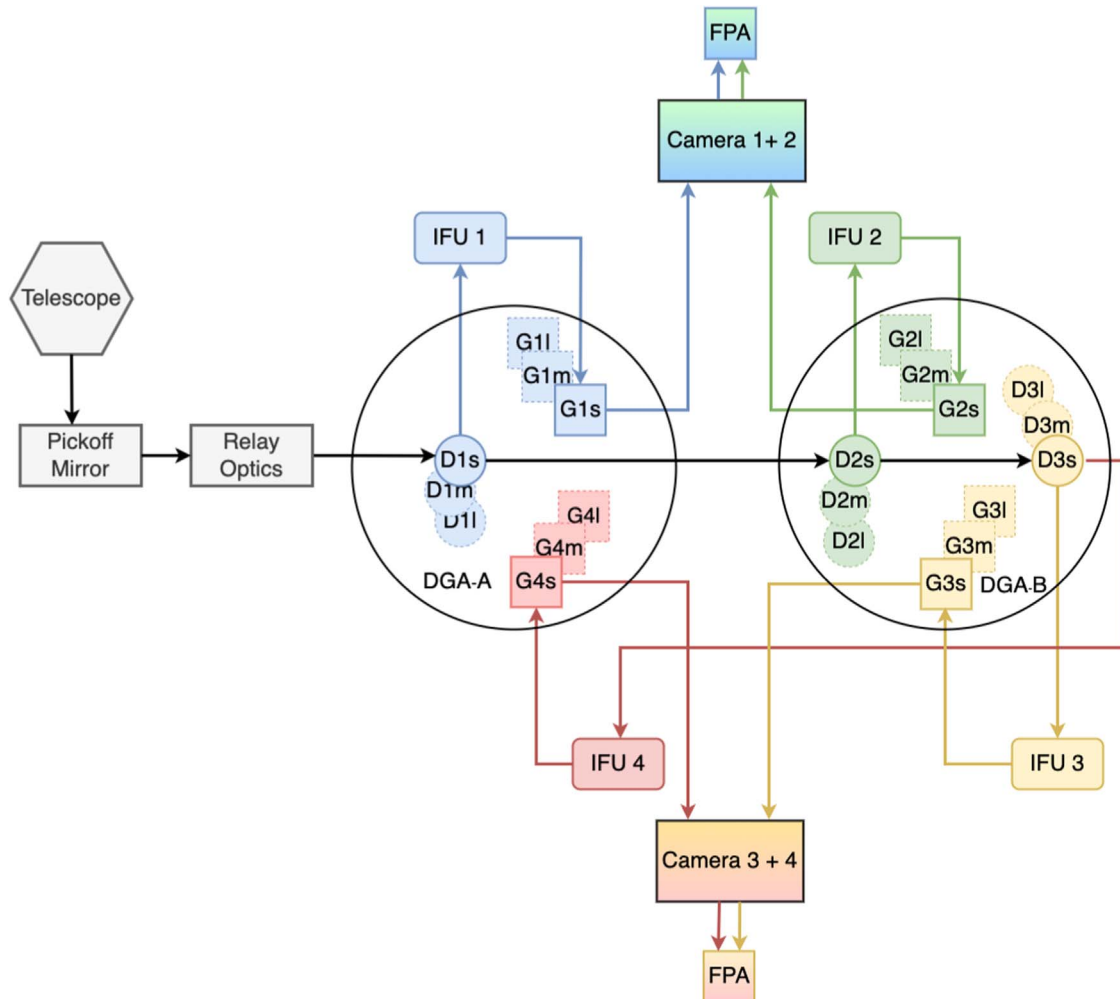 FPA
Camera 1+ 2
IFU 1
IFU 2
Telescope
G1l
G1m
G1s
G2l
G2m
G2s
D3l
D3m
D3s
Pickoff
Mirror
Relay
Optics
D1s
D1m
D1l
D2s
D2m
D2l
G4l
G4m
G4s
DGA-A
G3l
G3m
G3s
DGA-B
IFU 4
IFU 3
Camera 3 + 4
FPA